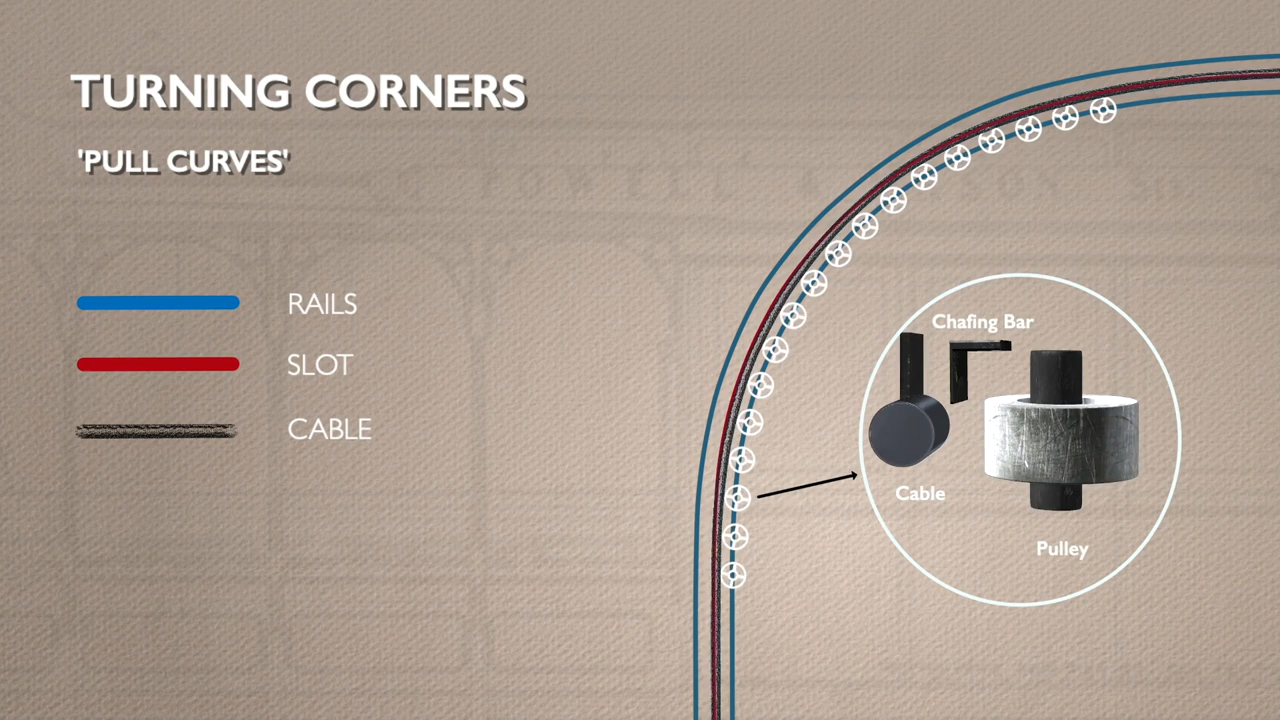 TURNING CORNERS
'PULL CURVES'
RAILS
SLOT
CABLE
Chafing Bar
Cable
Pulley